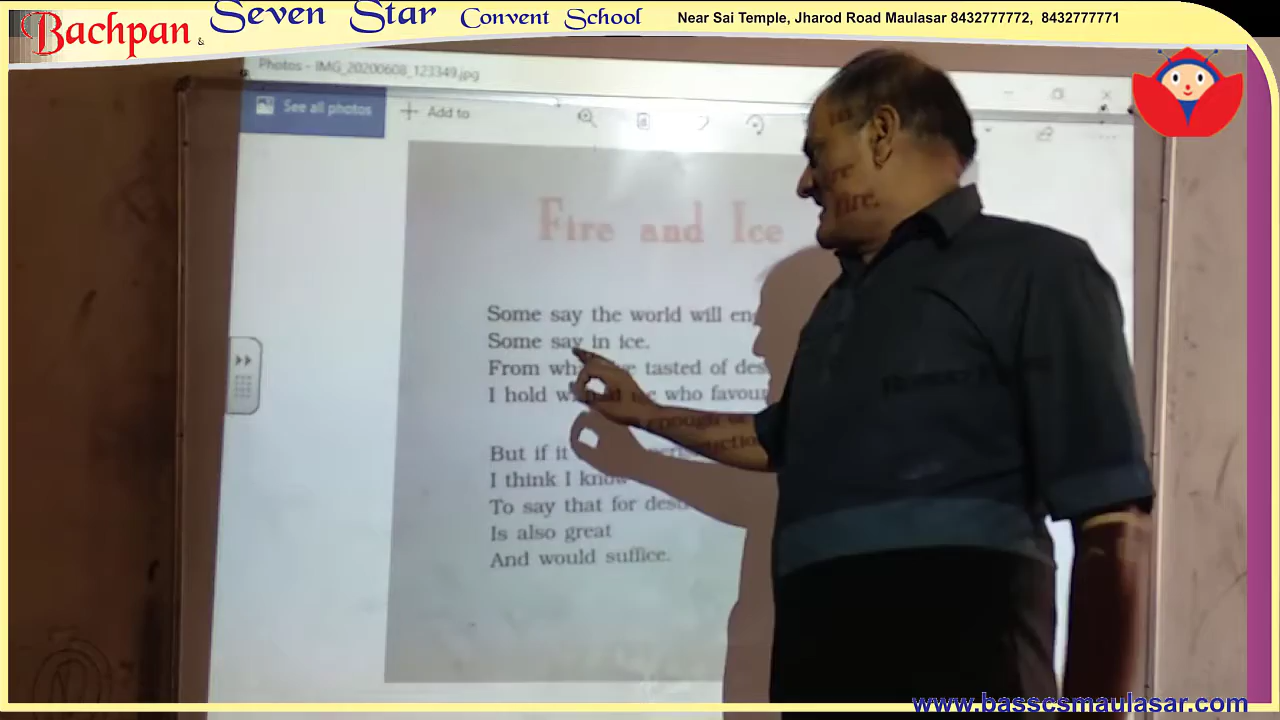 Bachpan & Seven Star Convent School Near Sai Temple, Jharod Road Maulasar 8432777772, 8432777771
Photos - IMG_20200608_123349.jpg
See all photos + Add to
Fire and Ice
Some say the world will
Some say in ice.
From tasted of
I hold who
But if it
I think I
To say that for
Is also great
And would suffice.
fire.
www.basscsmaulasar.com